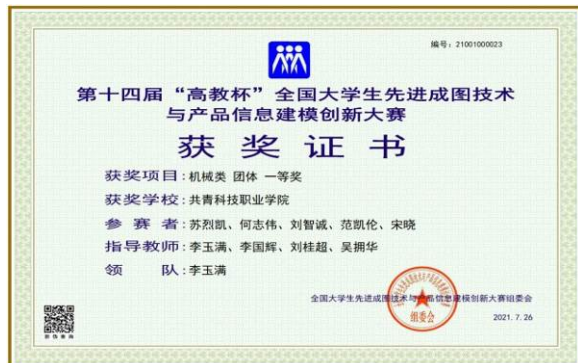 编号：21001000023
第十四届“高教杯”全国大学生先进成图技术
与产品信息建模创新大赛
获奖证书
获奖项目：机械类 团体 一等奖
获奖学校：共青科技职业学院
参赛者：苏烈凯、何志伟、刘智诚、范凯伦、宋晓
指导教师：李玉满、李国辉、刘桂超、吴拥华
领队：李玉满
全国大学生先进成图技术与产品信息建模创新大赛组委会
组委会
2021.7.26